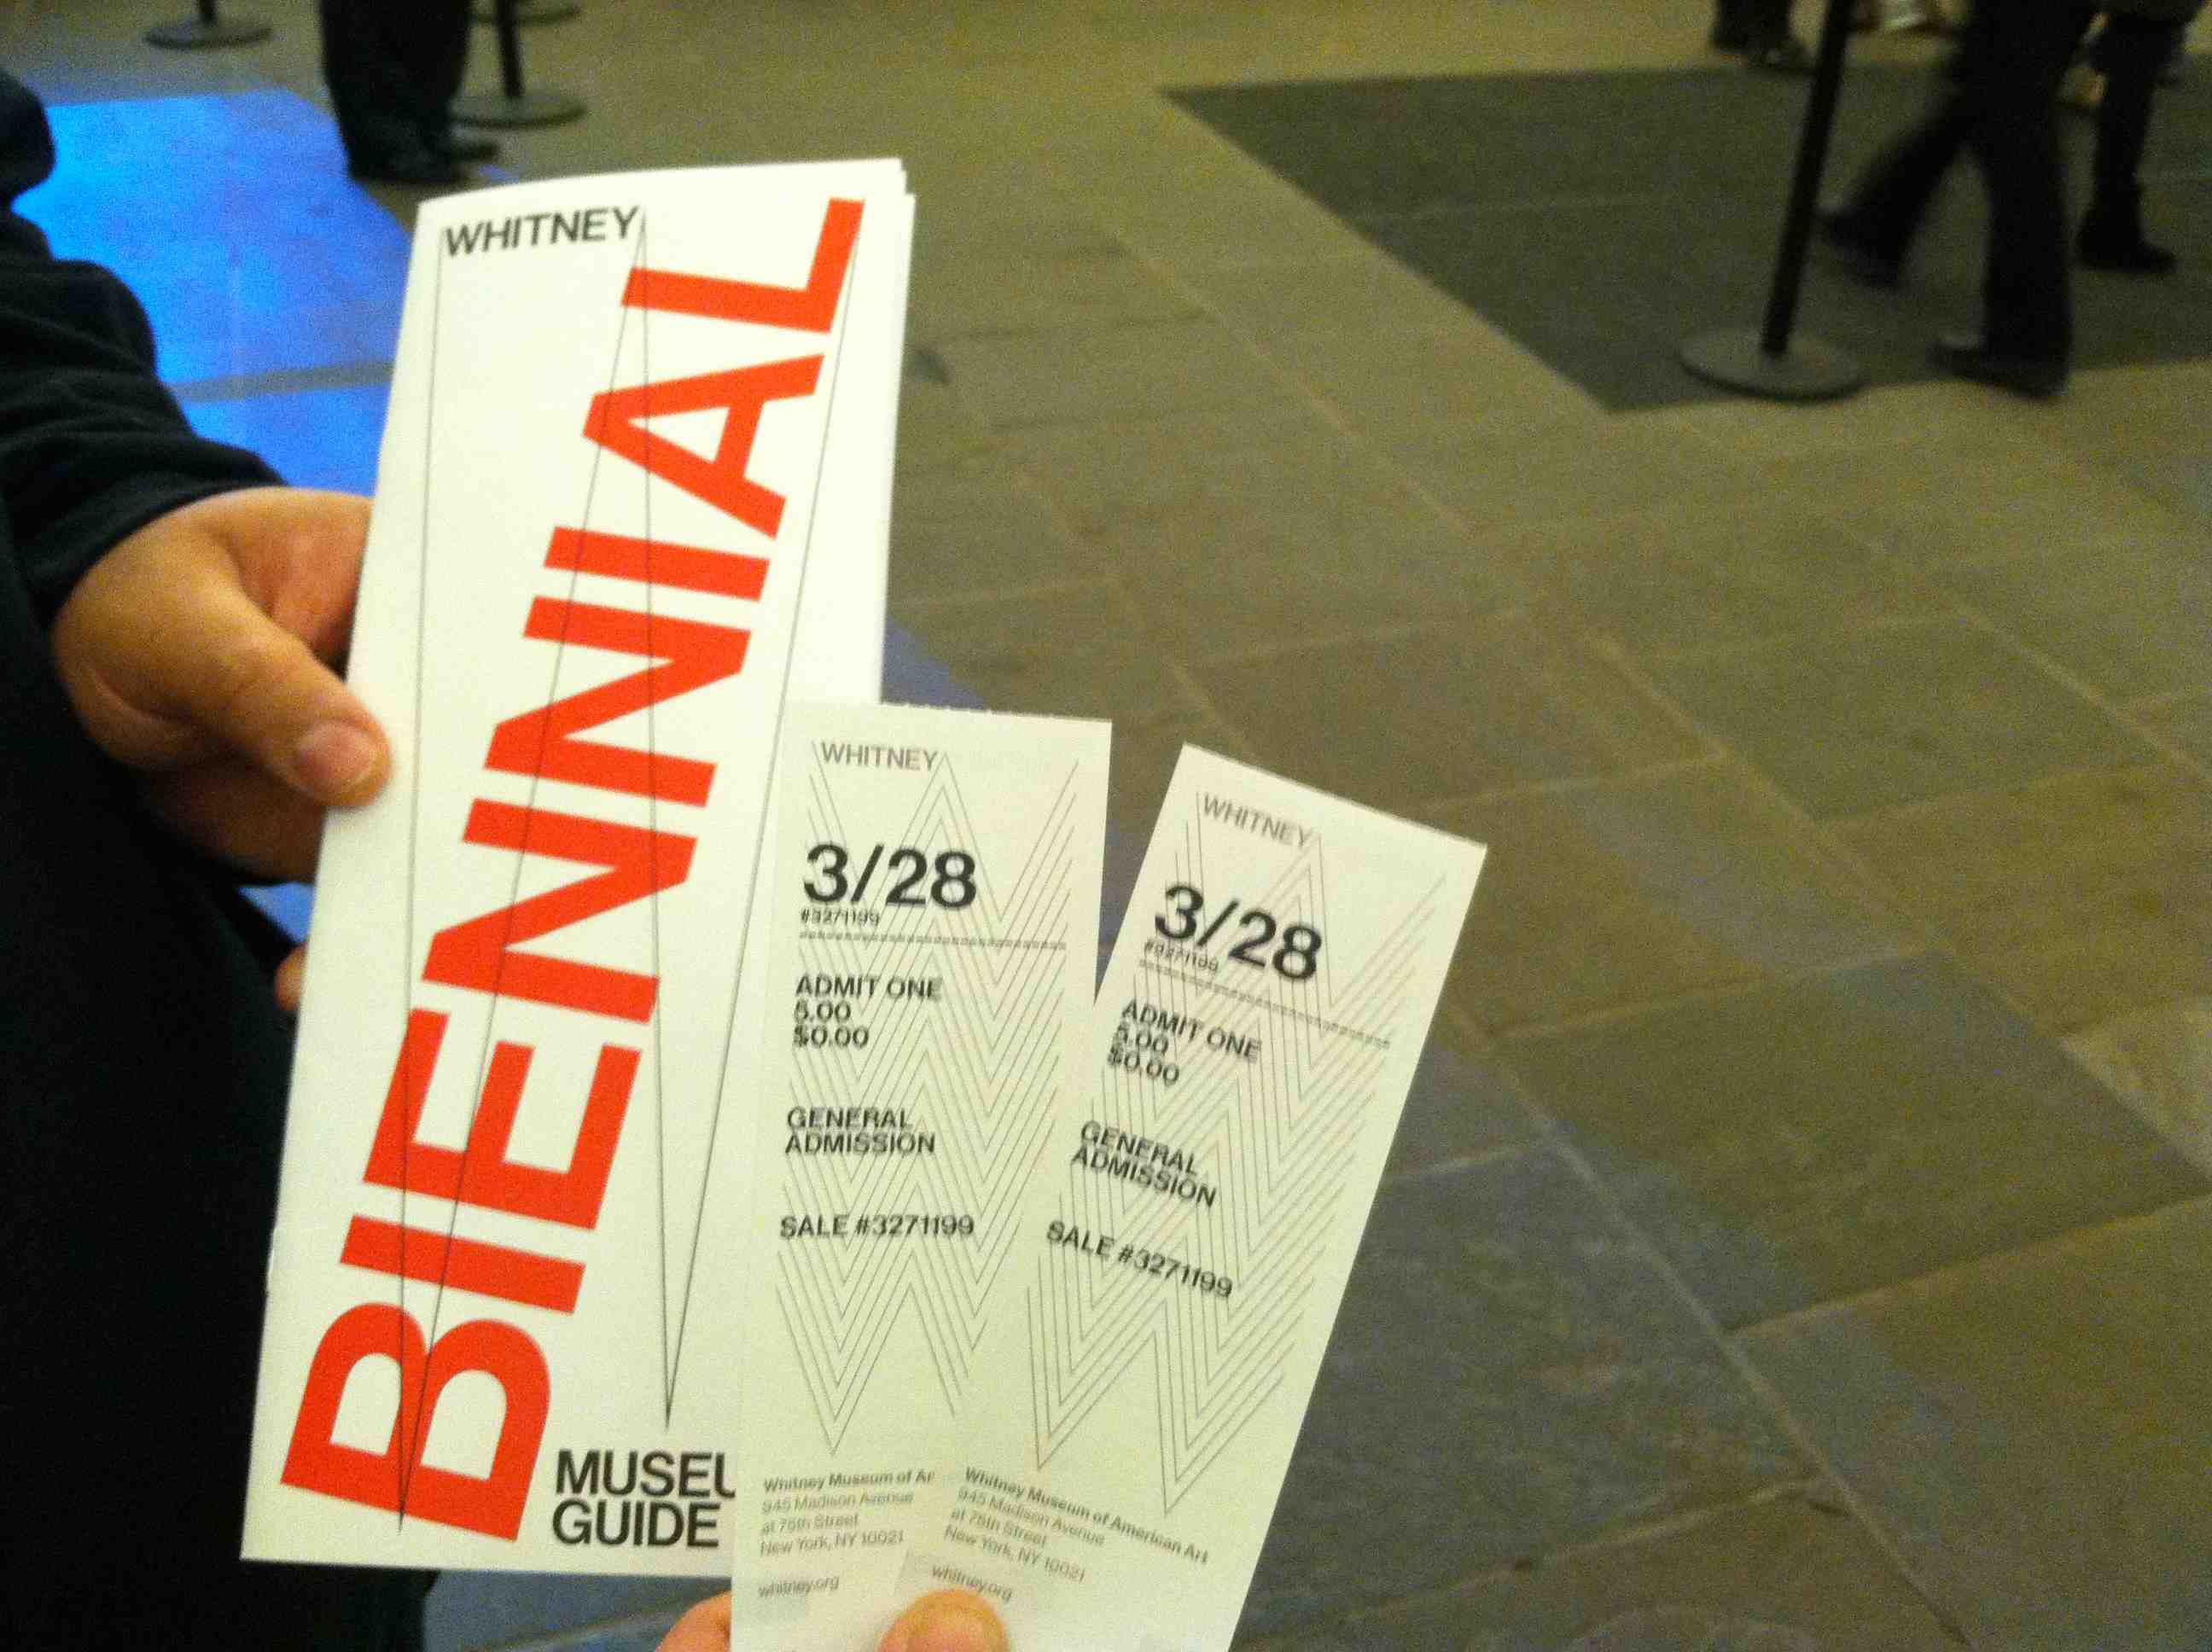 WHITNEY
BIENNIAL
MUSEU
GUIDE
WHITNEY
3/28
#3271199
ADMIT ONE
5.00
$0.00
GENERAL
ADMISSION
SALE #3271199
Whitney Museum of Ar
945 Madison Avenue
at 75th Street
New York, NY 10021
whitney.org
WHITNEY
3/28
#3271199
ADMIT ONE
5.00
$0.00
GENERAL
ADMISSION
SALE #3271199
Whitney Museum of American Art
945 Madison Avenue
at 75th Street
New York, NY 10021
whitney.org